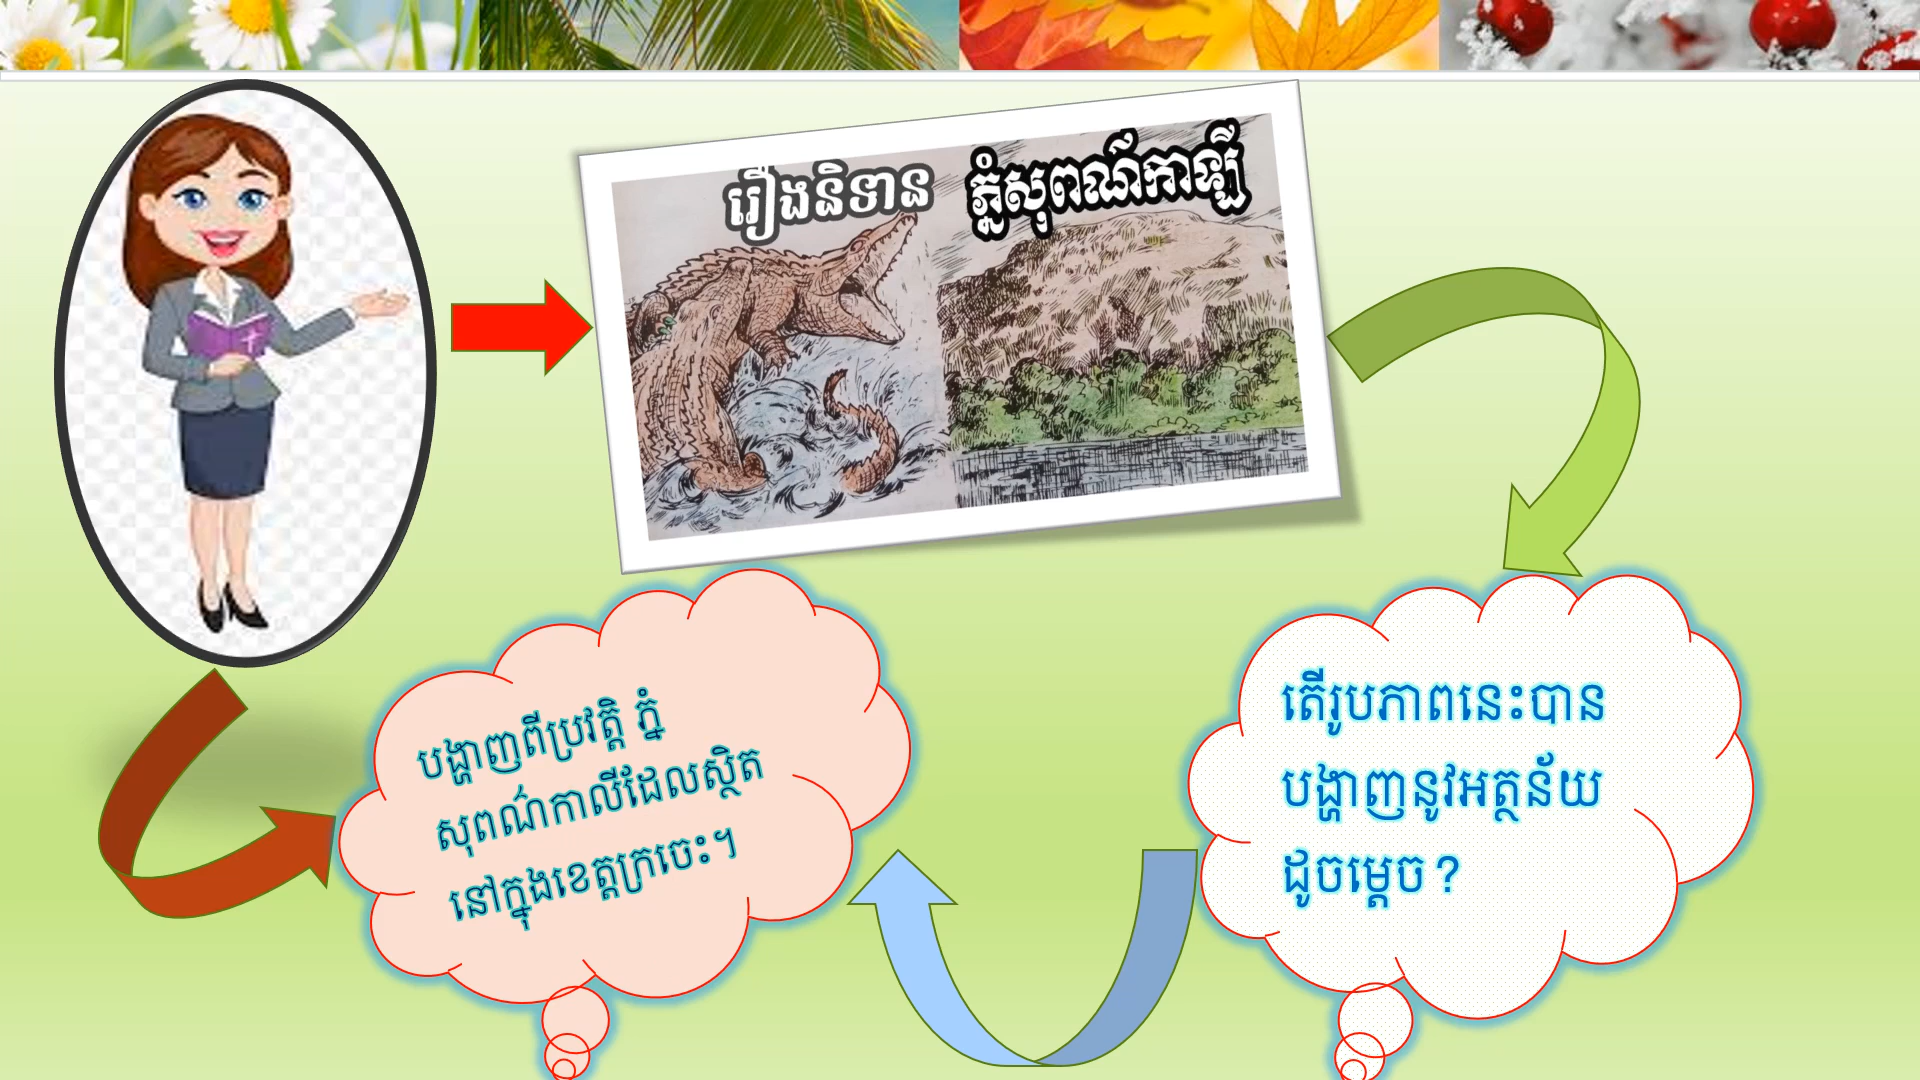 រឿងនិទាន ភ្នំសុពណ៌កាឡី
តើរូបភាពនេះបាន
បង្ហាញនូវអត្ថន័យ
ដូចម្ដេច?
បង្ហាញពីប្រវត្តិ ភ្នំ
សុពណ៌កាលីដែលស្ថិត
នៅក្នុងខេត្តក្រចេះ។